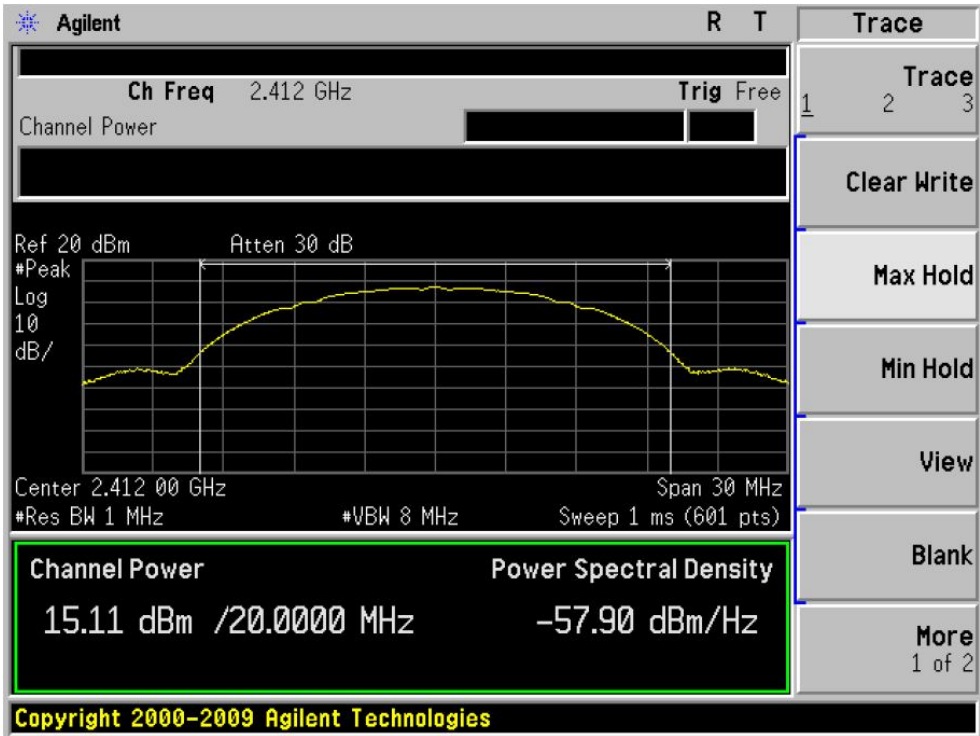 Agilent R T Trace
Ch Freq 2.412 GHz Trig Free
Channel Power
Trace
1 2 3
Clear Write
Max Hold
Min Hold
View
Blank
More
1 of 2
Ref 20 dBm Atten 30 dB
#Peak
Log
10
dB/
Center 2.412 00 GHz Span 30 MHz
#Res BW 1 MHz #VBW 8 MHz Sweep 1 ms (601 pts)
Channel Power Power Spectral Density
15.11 dBm /20.0000 MHz -57.90 dBm/Hz
Copyright 2000-2009 Agilent Technologies